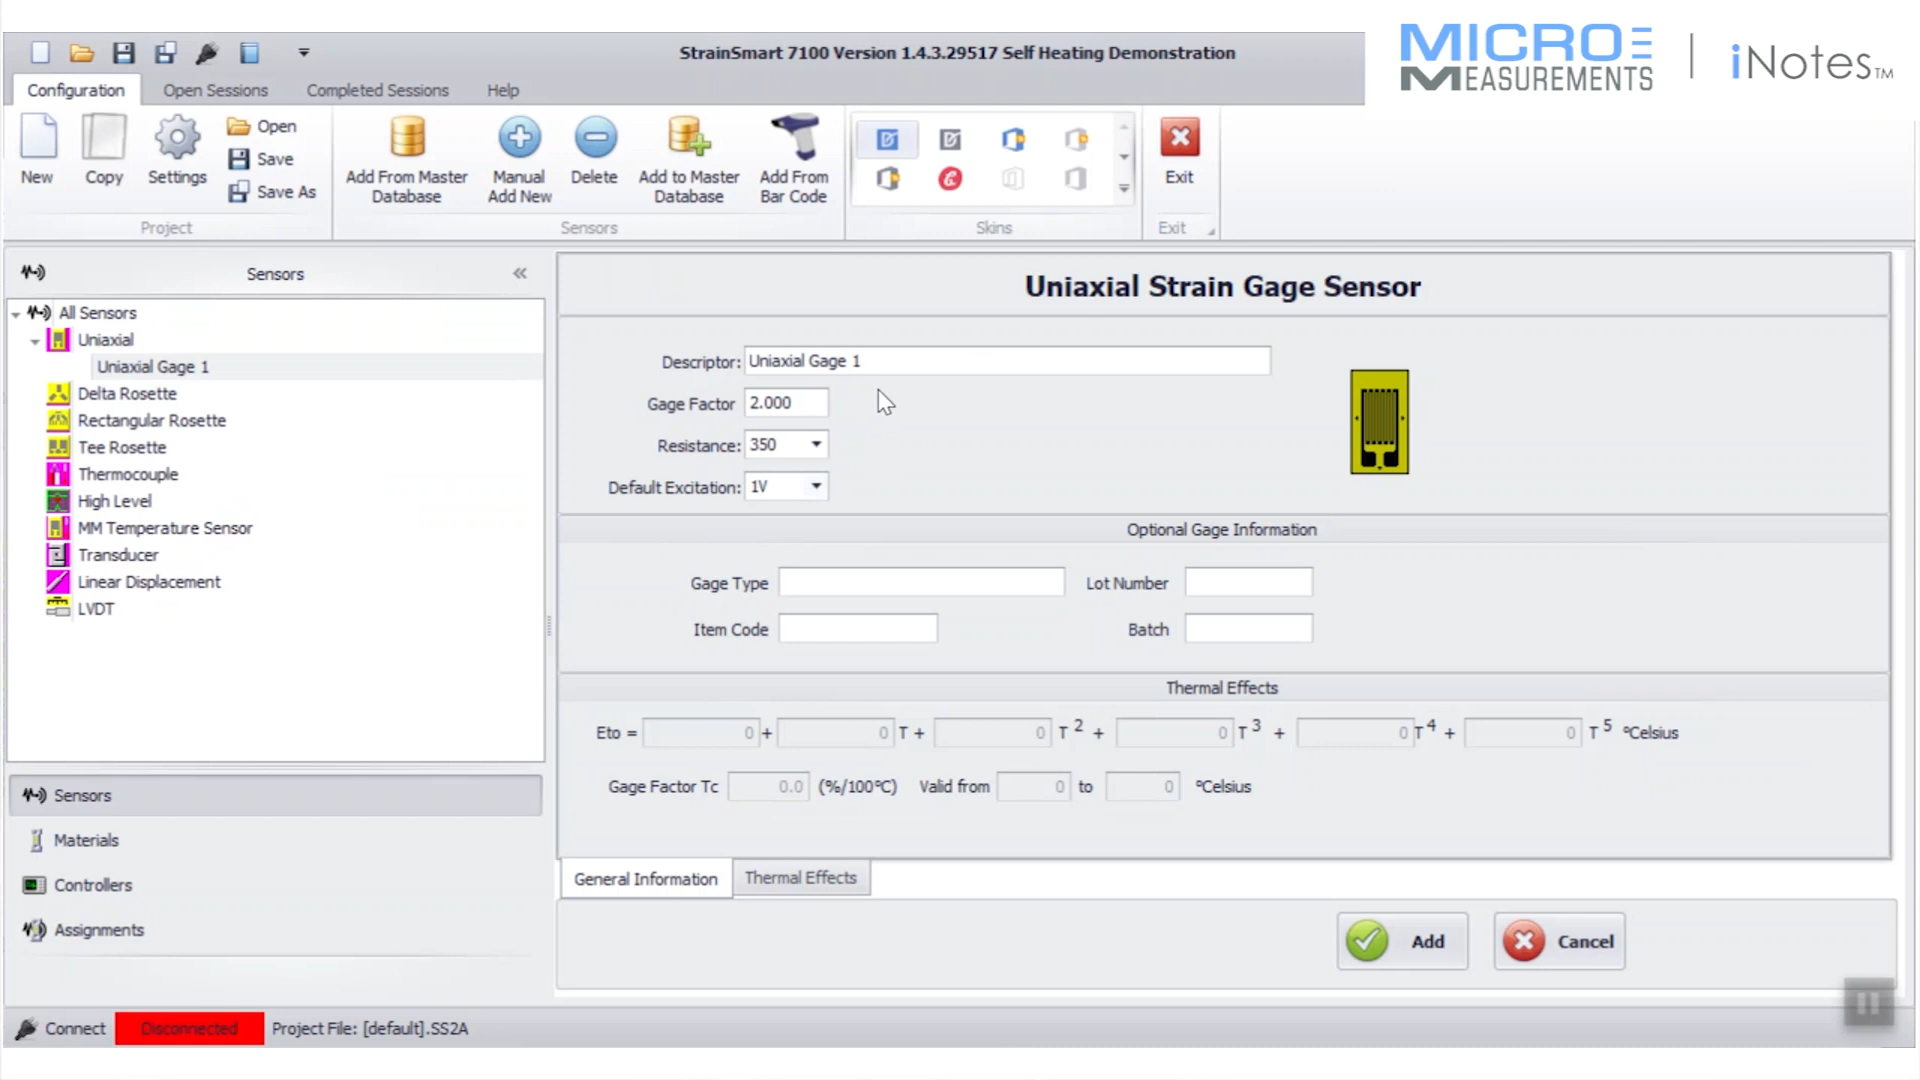 StrainSmart 7100 Version 1.4.3.29517 Self Heating Demonstration
MICRO MEASUREMENTS | iNotes™
Configuration Open Sessions Completed Sessions Help
New
Copy
Settings
Open
Save
Save As
Project
Add From Master Database
Manual Add New
Delete
Add to Master Database
Add From Bar Code
Sensors
Skins
Exit
Exit
Sensors
«
All Sensors
Uniaxial
Uniaxial Gage 1
Delta Rosette
Rectangular Rosette
Tee Rosette
Thermocouple
High Level
MM Temperature Sensor
Transducer
Linear Displacement
LVDT
Sensors
Materials
Controllers
Assignments
Uniaxial Strain Gage Sensor
Descriptor: Uniaxial Gage 1
Gage Factor 2.000
Resistance: 350
Default Excitation: 1V
Optional Gage Information
Gage Type Lot Number
Item Code Batch
Thermal Effects
Eto = 0 + 0 T + 0 T 2 + 0 T 3 + 0 T 4 + 0 T 5 ºCelsius
Gage Factor Tc 0.0 (%/100ºC) Valid from 0 to 0 ºCelsius
General Information Thermal Effects
Add Cancel
Connect Disconnected Project File: [default].SS2A